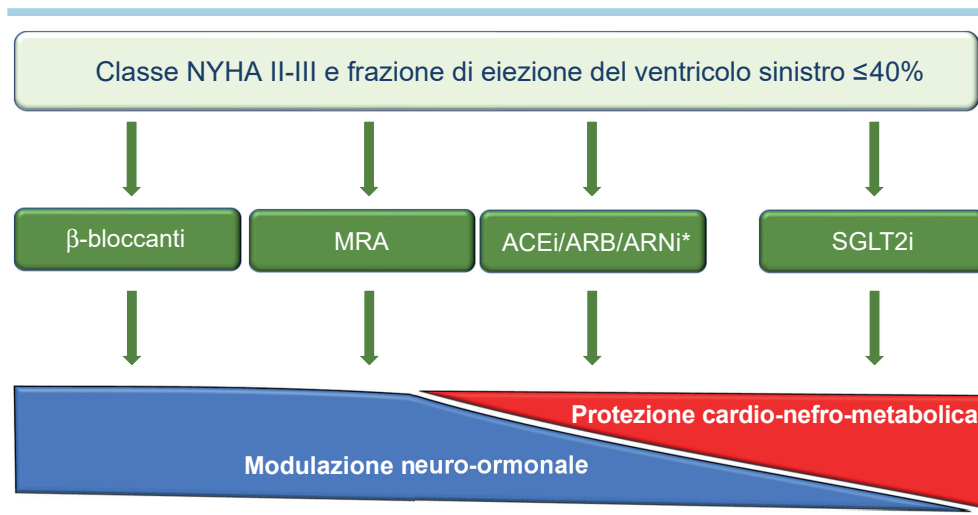 Classe NYHA II-III e frazione di eiezione del ventricolo sinistro ≤40%
β-bloccanti
MRA
ACEi/ARB/ARNi*
SGLT2i
Protezione cardio-nefro-metabolica
Modulazione neuro-ormonale